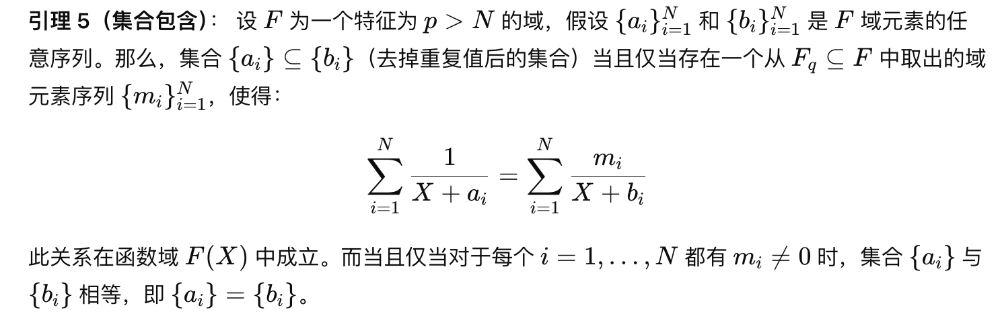 引理 5（集合包含）： 设 $F$ 为一个特征为 $p > N$ 的域，假设 $\{a_i\}_{i=1}^N$ 和 $\{b_i\}_{i=1}^N$ 是 $F$ 域元素的任
意序列。那么，集合 $\{a_i\} \subseteq \{b_i\}$（去掉重复值后的集合）当且仅当存在一个从 $F_q \subseteq F$ 中取出的域
元素序列 $\{m_i\}_{i=1}^N$，使得：
$$\sum_{i=1}^N \frac{1}{X + a_i} = \sum_{i=1}^N \frac{m_i}{X + b_i}$$
此关系在函数域 $F(X)$ 中成立。而当且仅当对于每个 $i = 1, \ldots, N$ 都有 $m_i \neq 0$ 时，集合 $\{a_i\}$ 与
$\{b_i\}$ 相等，即 $\{a_i\} = \{b_i\}$。